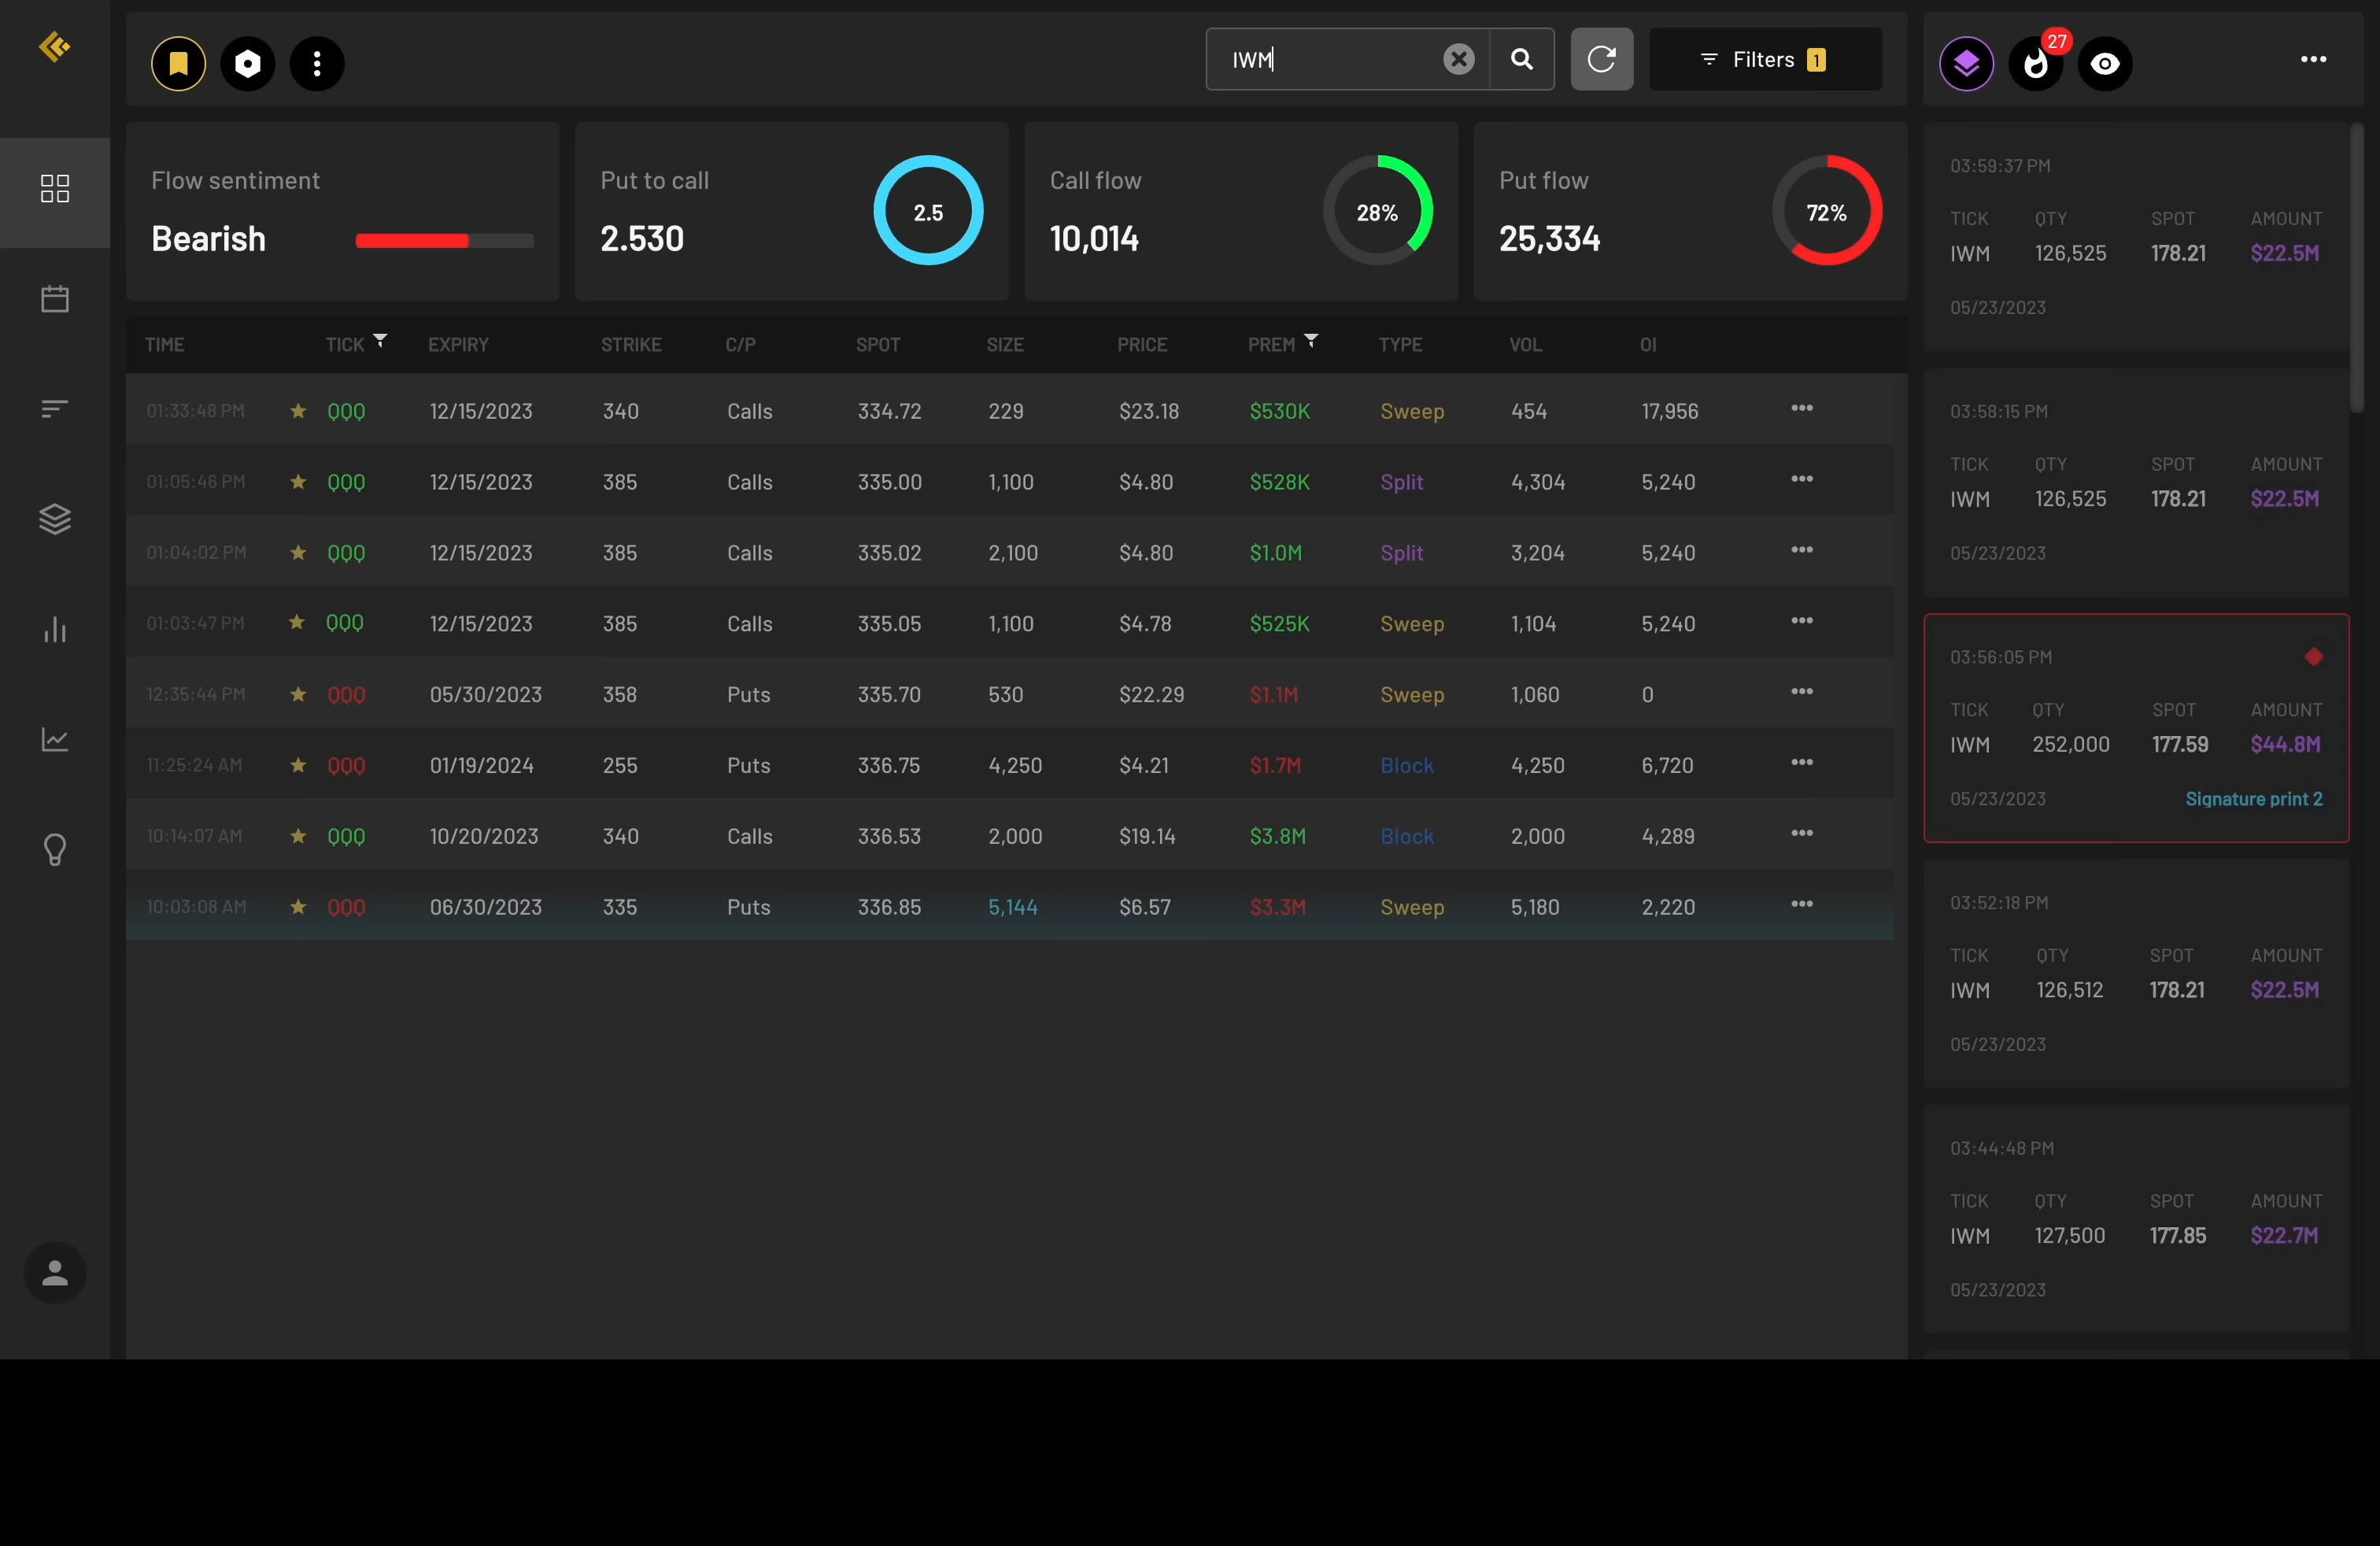 IWM
Filters 1
27
Flow sentiment
Bearish
Put to call
2.530
2.5
Call flow
10,014
28%
Put flow
25,334
72%
TIME TICK EXPIRY STRIKE C/P SPOT SIZE PRICE PREM TYPE VOL OI
01:33:48 PM QQQ 12/15/2023 340 Calls 334.72 229 $23.18 $530K Sweep 454 17,956
01:05:46 PM QQQ 12/15/2023 385 Calls 335.00 1,100 $4.80 $528K Split 4,304 5,240
01:04:02 PM QQQ 12/15/2023 385 Calls 335.02 2,100 $4.80 $1.0M Split 3,204 5,240
01:03:47 PM QQQ 12/15/2023 385 Calls 335.05 1,100 $4.78 $525K Sweep 1,104 5,240
12:35:44 PM QQQ 05/30/2023 358 Puts 335.70 530 $22.29 $1.1M Sweep 1,060 0
11:25:24 AM QQQ 01/19/2024 255 Puts 336.75 4,250 $4.21 $1.7M Block 4,250 6,720
10:14:07 AM QQQ 10/20/2023 340 Calls 336.53 2,000 $19.14 $3.8M Block 2,000 4,289
10:03:08 AM QQQ 06/30/2023 335 Puts 336.85 5,144 $6.57 $3.3M Sweep 5,180 2,220
03:59:37 PM
TICK QTY SPOT AMOUNT
IWM 126,525 178.21 $22.5M
05/23/2023
03:58:15 PM
TICK QTY SPOT AMOUNT
IWM 126,525 178.21 $22.5M
05/23/2023
03:56:05 PM
TICK QTY SPOT AMOUNT
IWM 252,000 177.59 $44.8M
05/23/2023 Signature print 2
03:52:18 PM
TICK QTY SPOT AMOUNT
IWM 126,512 178.21 $22.5M
05/23/2023
03:44:48 PM
TICK QTY SPOT AMOUNT
IWM 127,500 177.85 $22.7M
05/23/2023